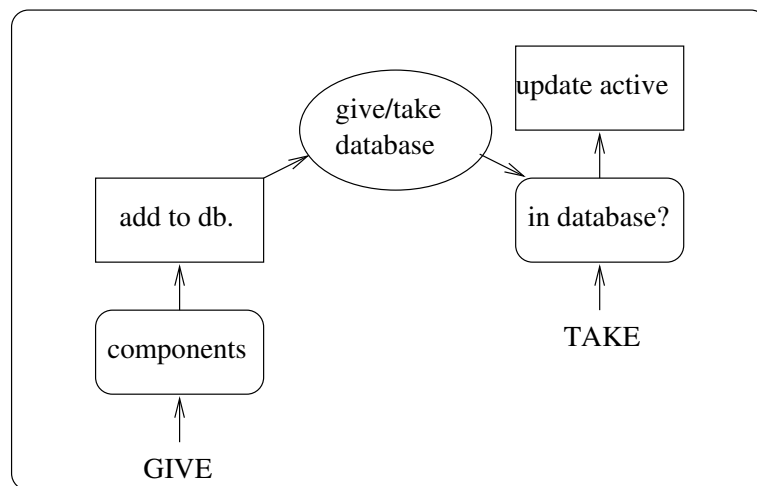 give/take
database
update active
add to db.
in database?
components
TAKE
GIVE